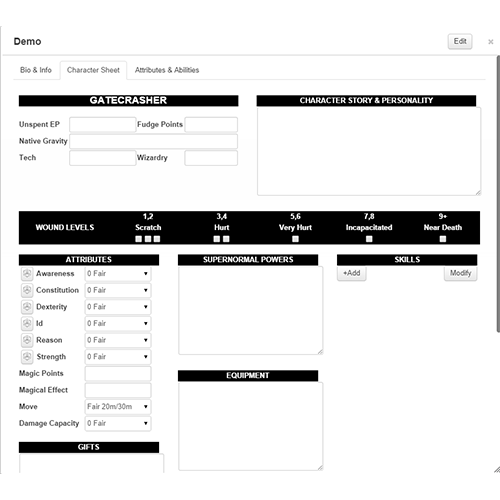 Demo
Edit
×
Bio & Info
Character Sheet
Attributes & Abilities
GATECRASHER
CHARACTER STORY & PERSONALITY
Unspent EP
Fudge Points
Native Gravity
Tech
Wizardry
WOUND LEVELS
1,2
Scratch
3,4
Hurt
5,6
Very Hurt
7,8
Incapacitated
9+
Near Death
ATTRIBUTES
SUPERNORMAL POWERS
SKILLS
Awareness 0 Fair
+Add
Modify
Constitution 0 Fair
Dexterity 0 Fair
Id 0 Fair
Reason 0 Fair
Strength 0 Fair
Magic Points
EQUIPMENT
Magical Effect
Move Fair 20m/30m
Damage Capacity 0 Fair
GIFTS